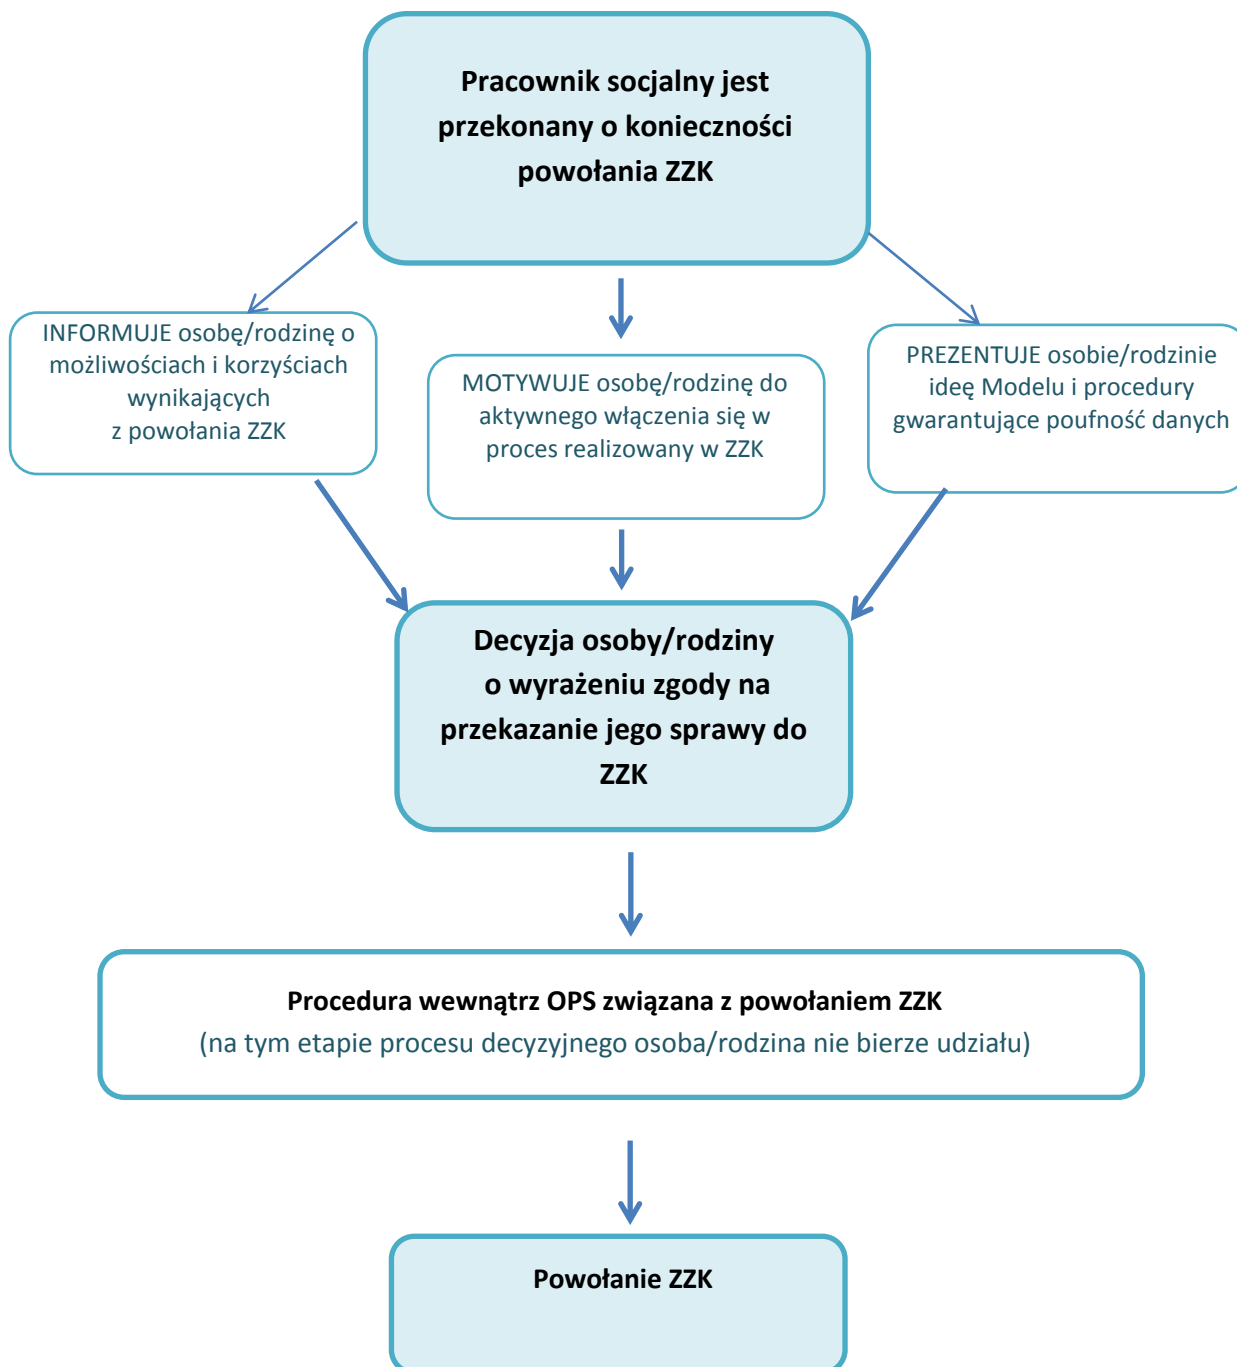 Pracownik socjalny jest
przekonany o konieczności
powołania ZZK
INFORMUJE osobę/rodzinę o
możliwościach i korzyściach
wynikających
z powołania ZZK
MOTYWUJE osobę/rodzinę do
aktywnego włączenia się w
proces realizowany w ZZK
PREZENTUJE osobie/rodzinie
ideę Modelu i procedury
gwarantujące poufność danych
Decyzja osoby/rodziny
o wyrażeniu zgody na
przekazanie jego sprawy do
ZZK
Procedura wewnątrz OPS związana z powołaniem ZZK
(na tym etapie procesu decyzyjnego osoba/rodzina nie bierze udziału)
Powołanie ZZK